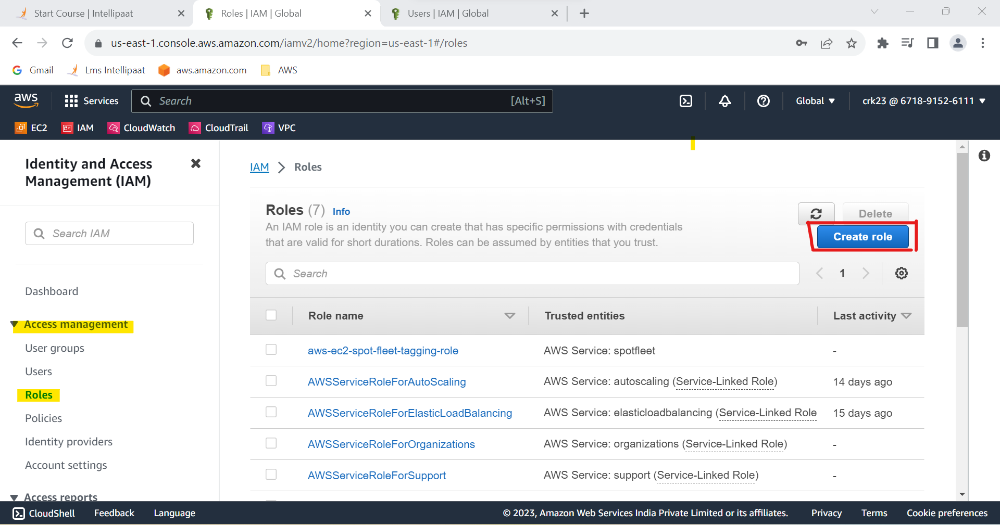 Start Course | Intellipaat
Roles | IAM | Global
Users | IAM | Global
us-east-1.console.aws.amazon.com/iamv2/home?region=us-east-1#/roles
Gmail
Lms Intellipaat
aws.amazon.com
AWS
aws
Services
Search
[Alt+S]
Global
crk23 @ 6718-9152-6111
EC2
IAM
CloudWatch
CloudTrail
VPC
Identity and Access
Management (IAM)
Search IAM
Dashboard
Access management
User groups
Users
Roles
Policies
Identity providers
Account settings
Access reports
IAM
Roles
Roles (7) Info
An IAM role is an identity you can create that has specific permissions with credentials
that are valid for short durations. Roles can be assumed by entities that you trust.
Delete
Create role
Search
1
Role name Trusted entities Last activity
aws-ec2-spot-fleet-tagging-role AWS Service: spotfleet -
AWSServiceRoleForAutoScaling AWS Service: autoscaling (Service-Linked Role) 14 days ago
AWSServiceRoleForElasticLoadBalancing AWS Service: elasticloadbalancing (Service-Linked Role 15 days ago
AWSServiceRoleForOrganizations AWS Service: organizations (Service-Linked Role) -
AWSServiceRoleForSupport AWS Service: support (Service-Linked Role) -
CloudShell
Feedback
Language
© 2023, Amazon Web Services India Private Limited or its affiliates.
Privacy
Terms
Cookie preferences